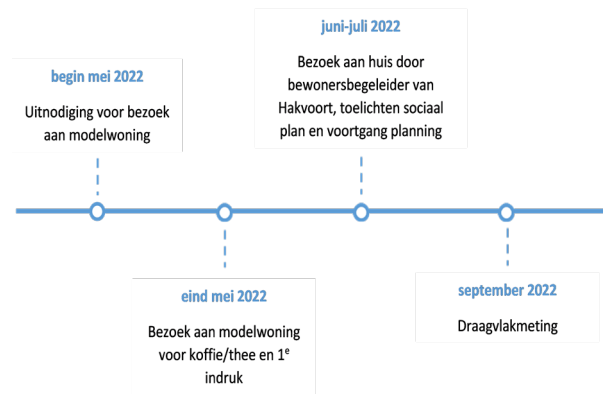 begin mei 2022
Uitnodiging voor bezoek
aan modelwoning
eind mei 2022
Bezoek aan modelwoning
voor koffie/thee en 1e
indruk
juni-juli 2022
Bezoek aan huis door
bewonersbegeleider van
Hakvoort, toelichten sociaal
plan en voortgang planning
september 2022
Draagvlakmeting